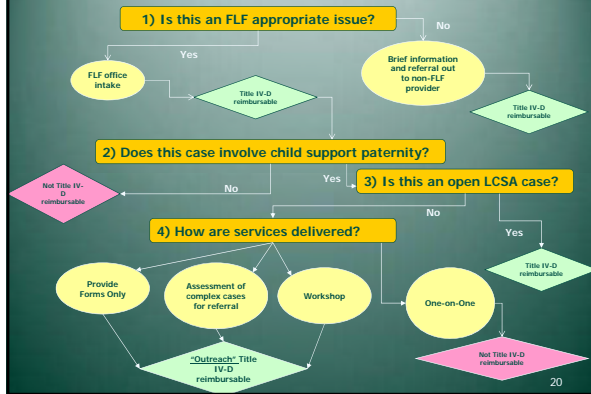 1) Is this an FLF appropriate issue?
No
Yes
FLF office
intake
Title IV-D
reimbursable
Brief information
and referral out
to non-FLF
provider
Title IV-D
reimbursable
2) Does this case involve child support paternity?
Not Title IV-
D
reimbursable
No
Yes
3) Is this an open LCSA case?
No
Yes
4) How are services delivered?
Title IV-D
reimbursable
Provide
Forms Only
Assessment of
complex cases
for referral
Workshop
One-on-One
"Outreach" Title
IV-D
reimbursable
Not Title IV-D
reimbursable
20